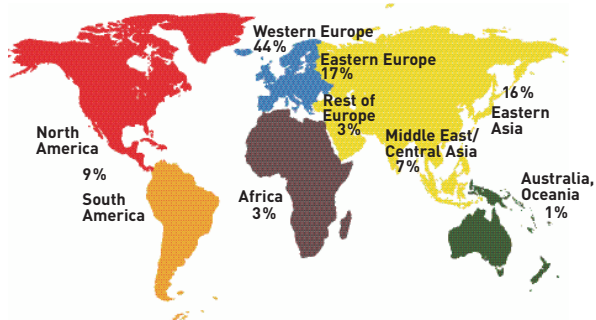 Western Europe
44%
Eastern Europe
17%
Rest of
Europe
3%
16%
Eastern
Asia
Middle East/
Central Asia
7%
North
America
9%
South
America
Africa
3%
Australia,
Oceania
1%